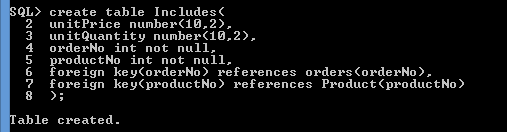 SQL> create table Includes(
2 unitPrice number(10,2),
3 unitQuantity number(10,2),
4 orderNo int not null,
5 productNo int not null,
6 foreign key(orderNo) references orders(orderNo),
7 foreign key(productNo) references Product(productNo)
8 );
Table created.